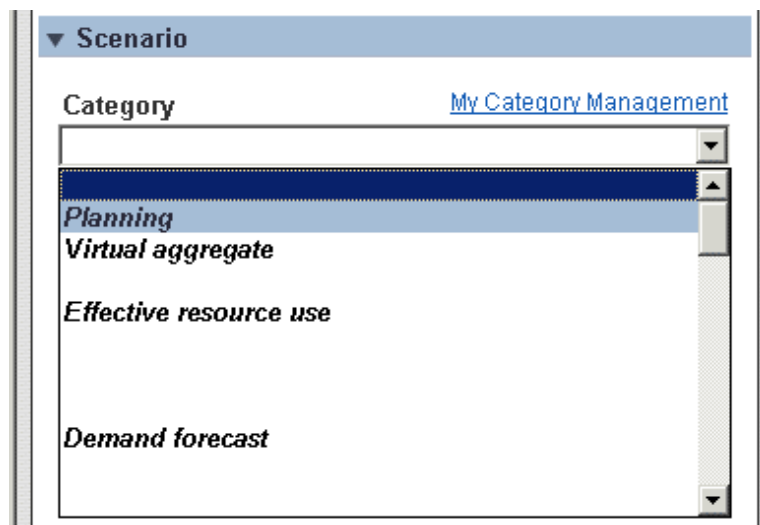 Scenario
Category My Category Management
Planning
Virtual aggregate
Effective resource use
Demand forecast